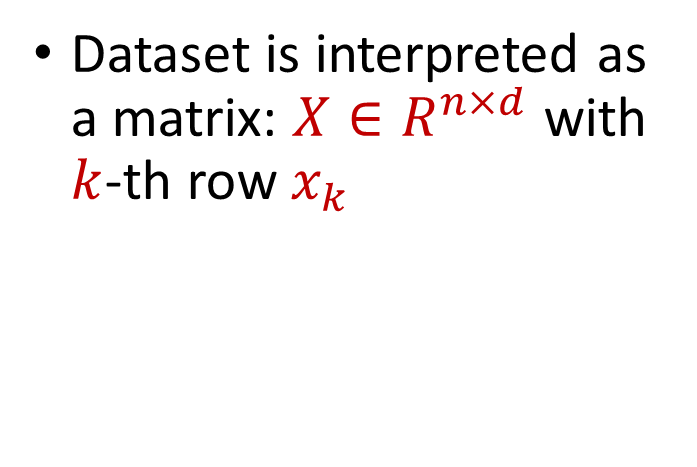 • Dataset is interpreted as
a matrix: X ∈ R^{n×d} with
k-th row x_k